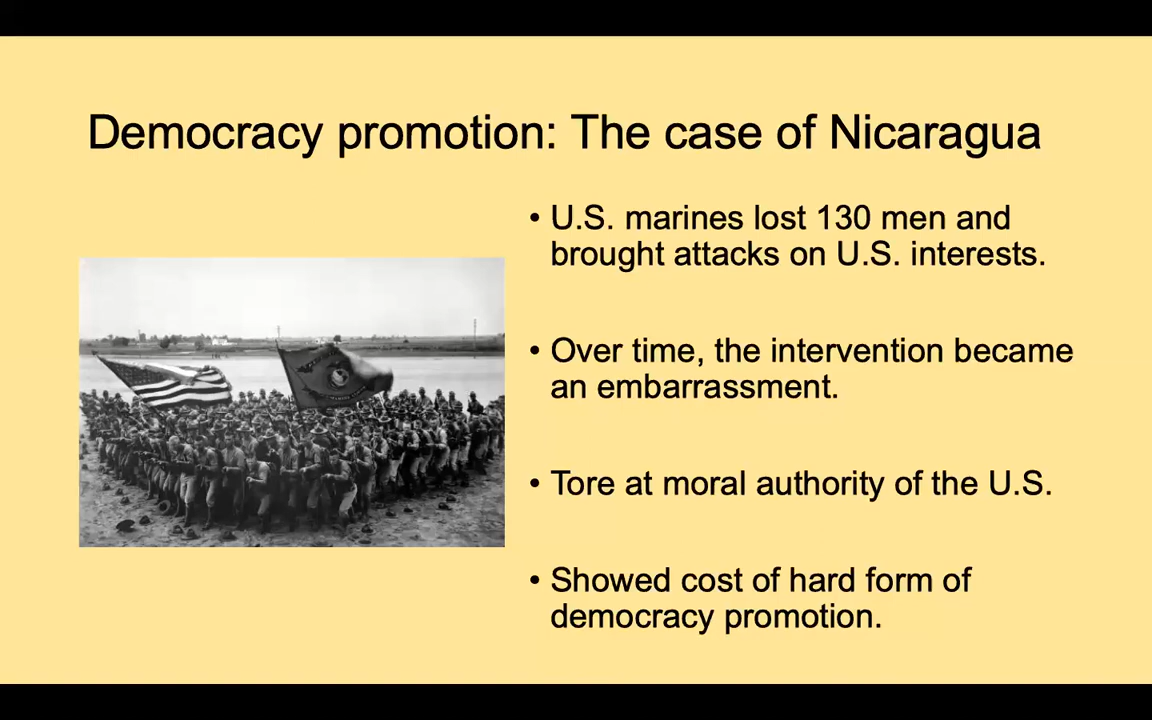 Democracy promotion: The case of Nicaragua
• U.S. marines lost 130 men and
brought attacks on U.S. interests.
• Over time, the intervention became
an embarrassment.
• Tore at moral authority of the U.S.
• Showed cost of hard form of
democracy promotion.